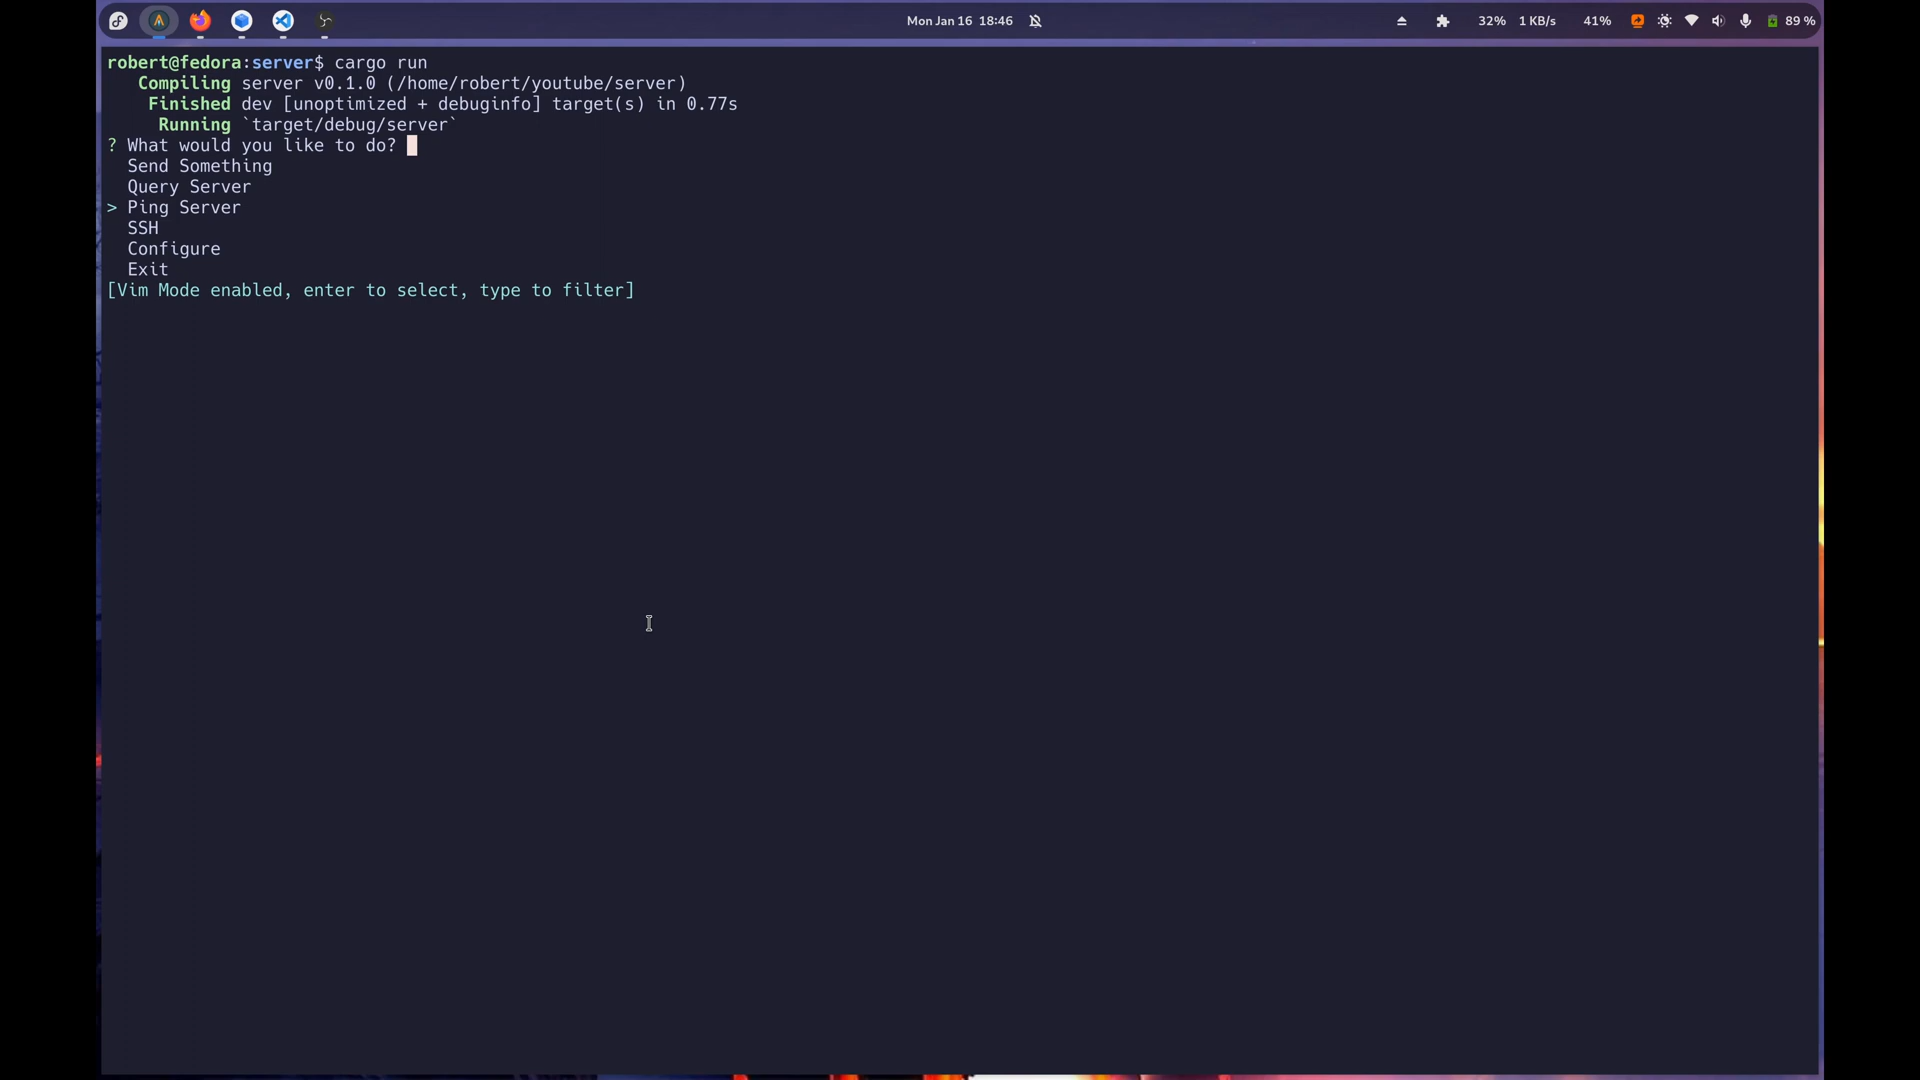 Mon Jan 16 18:46
32% 1 KB/s 41% 89 %
robert@fedora:server$ cargo run
Compiling server v0.1.0 (/home/robert/youtube/server)
Finished dev [unoptimized + debuginfo] target(s) in 0.77s
Running `target/debug/server`
? What would you like to do?
Send Something
Query Server
> Ping Server
SSH
Configure
Exit
[Vim Mode enabled, enter to select, type to filter]